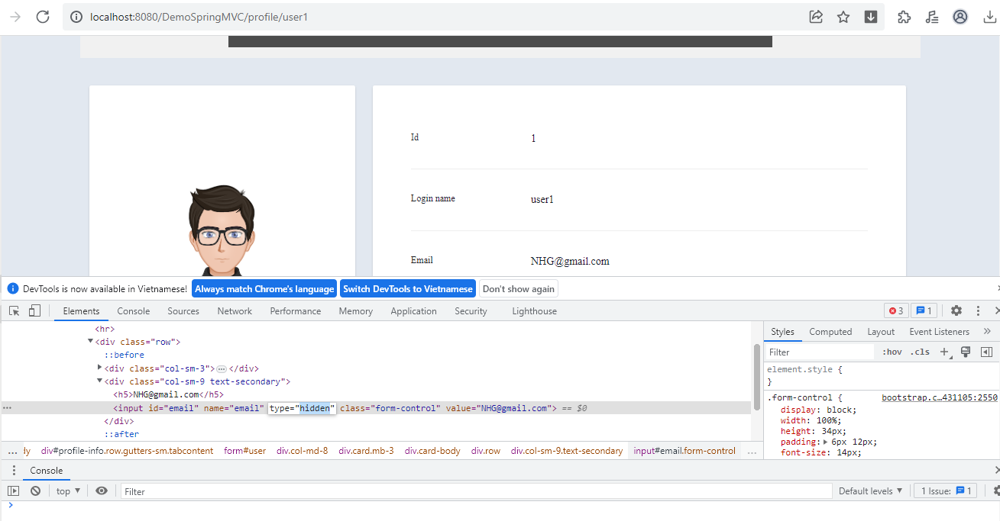 localhost:8080/DemoSpringMVC/profile/user1
Id 1
Login name user1
Email NHG@gmail.com
DevTools is now available in Vietnamese! Always match Chrome's language Switch DevTools to Vietnamese Don't show again
Elements Console Sources Network Performance Memory Application Security Lighthouse 3 1
<hr>
<div class="row">
::before
<div class="col-sm-3"> ⋯ </div>
<div class="col-sm-9 text-secondary">
<h5>NHG@gmail.com</h5>
<input id="email" name="email" type="hidden" class="form-control" value="NHG@gmail.com"> == $0
</div>
::after
... dy div#profile-info.row.gutters-sm.tabcontent form#user div.col-md-8 div.card.mb-3 div.card-body div.row div.col-sm-9.text-secondary input#email.form-control ...
Styles Computed Layout Event Listeners »
Filter :hov .cls +
element.style {
}
.form-control { bootstrap.c…431105:2550
display: block;
width: 100%;
height: 34px;
padding: 6px 12px;
font-size: 14px;
Console
top ▼ Filter Default levels ▼ 1 Issue: 1
>